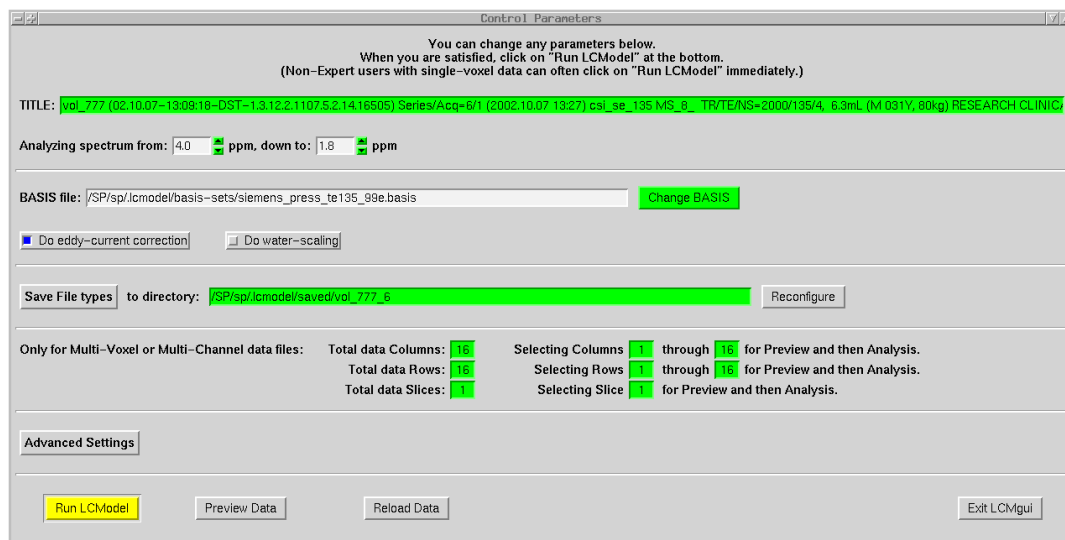 Control Parameters
You can change any parameters below.
When you are satisfied, click on "Run LCModel" at the bottom.
(Non-Expert users with single-voxel data can often click on "Run LCModel" immediately.)
TITLE: vol_777 (02.10.07-13:09:18-DST-1.3.12.2.1107.5.2.14.16505) Series/Acq=6/1 (2002.10.07 13:27) csi_se_135 MS_8_ TR/TE/NS=2000/135/4, 6.3mL (M 031Y, 80kg) RESEARCH CLINICA
Analyzing spectrum from: 4.0 ppm, down to: 1.8 ppm
BASIS file: /SP/sp/.lcmodel/basis-sets/siemens_press_te135_99e.basis Change BASIS
Do eddy-current correction Do water-scaling
Save File types to directory: /SP/sp/.lcmodel/saved/vol_777_6 Reconfigure
Only for Multi-Voxel or Multi-Channel data files: Total data Columns: 16 Selecting Columns 1 through 16 for Preview and then Analysis.
Total data Rows: 16 Selecting Rows 1 through 16 for Preview and then Analysis.
Total data Slices: 1 Selecting Slice 1 for Preview and then Analysis.
Advanced Settings
Run LCModel Preview Data Reload Data Exit LCMgui